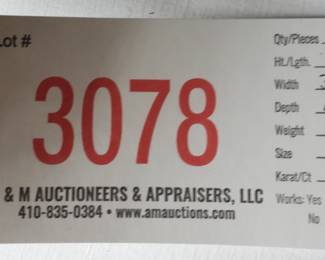 Lot #
3078
& M AUCTIONEERS & APPRAISERS, LLC
410-835-0384 • www.amauctions.com
Qty/Pieces
Ht./Lgth.
Width
Depth
Weight
Size
Karat/Ct
Works: Yes
No